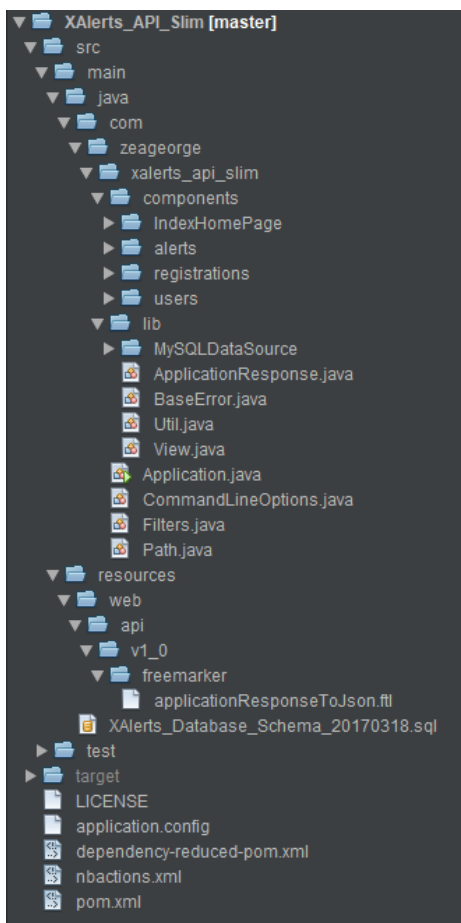 XAlerts_API_Slim [master]
src
main
java
com
zeageorge
xalerts_api_slim
components
IndexHomePage
alerts
registrations
users
lib
MySQLDataSource
ApplicationResponse.java
BaseError.java
Util.java
View.java
Application.java
CommandLineOptions.java
Filters.java
Path.java
resources
web
api
v1_0
freemarker
applicationResponseToJson.ftl
XAlerts_Database_Schema_20170318.sql
test
target
LICENSE
application.config
dependency-reduced-pom.xml
nbactions.xml
pom.xml